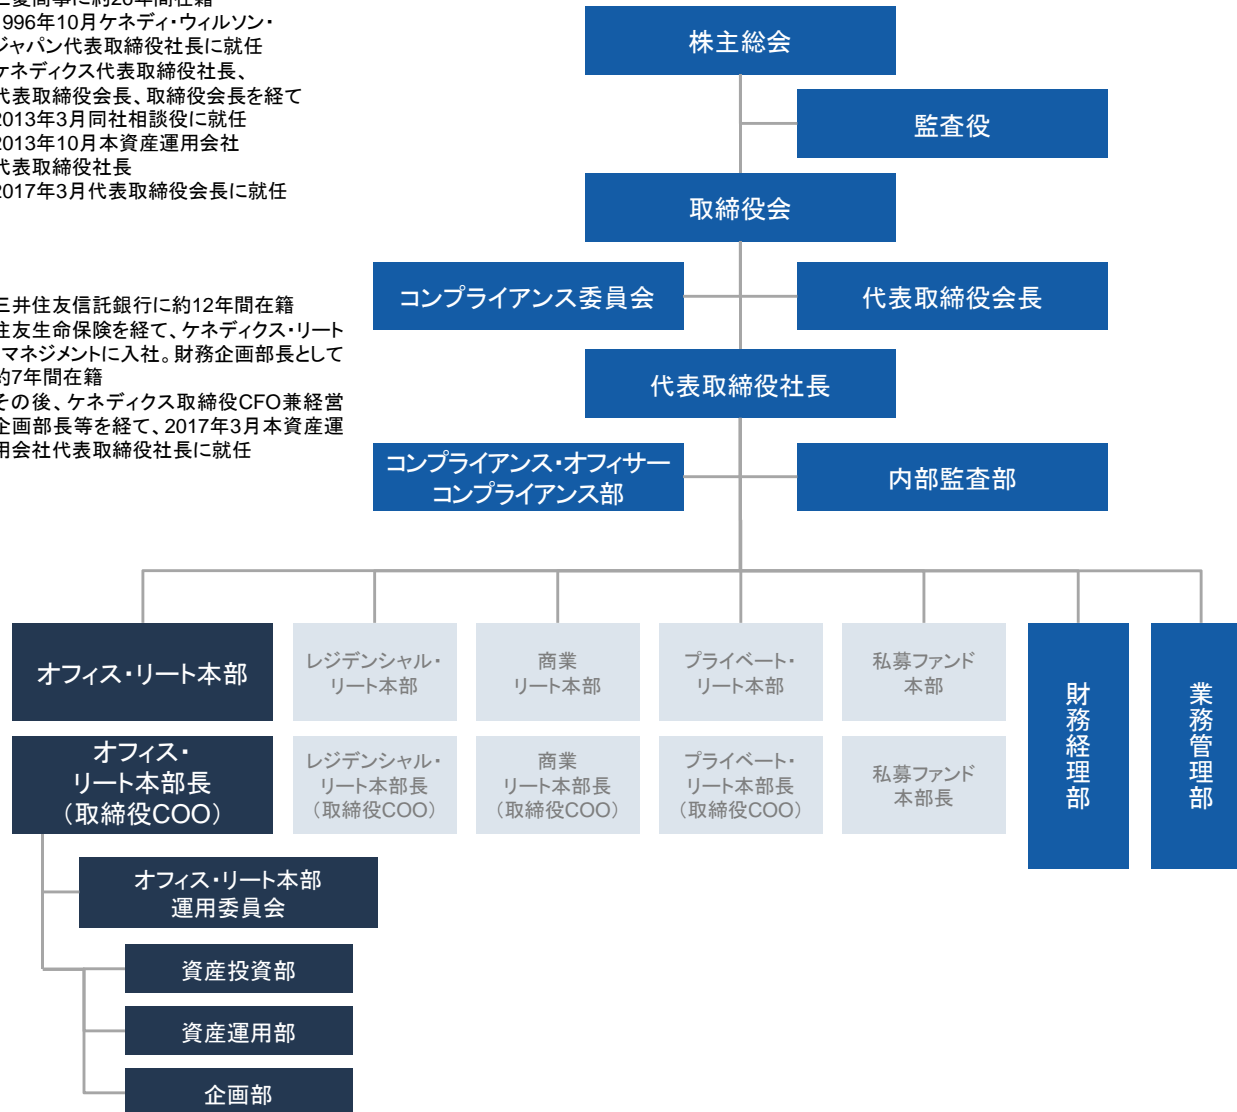 三菱商事に約20年間在籍
1996年10月ケネディ・ウィルソン・
ジャパン代表取締役社長に就任
ケネディクス代表取締役社長、
代表取締役会長、取締役会長を経て
2013年3月同社相談役に就任
2013年10月本資産運用会社
代表取締役社長
2017年3月代表取締役会長に就任
三井住友信託銀行に約12年間在籍
住友生命保険を経て、ケネディクス・リート
・マネジメントに入社。財務企画部長として
約7年間在籍
その後、ケネディクス取締役CFO兼経営
企画部長等を経て、2017年3月本資産運
用会社代表取締役社長に就任
株主総会
監査役
取締役会
コンプライアンス委員会
代表取締役会長
代表取締役社長
コンプライアンス・オフィサー
コンプライアンス部
内部監査部
オフィス・リート本部
レジデンシャル・
リート本部
商業
リート本部
プライベート・
リート本部
私募ファンド
本部
財務経理部
業務管理部
オフィス・
リート本部長
（取締役COO）
レジデンシャル・
リート本部長
（取締役COO）
商業
リート本部長
（取締役COO）
プライベート・
リート本部長
（取締役COO）
私募ファンド
本部長
オフィス・リート本部
運用委員会
資産投資部
資産運用部
企画部